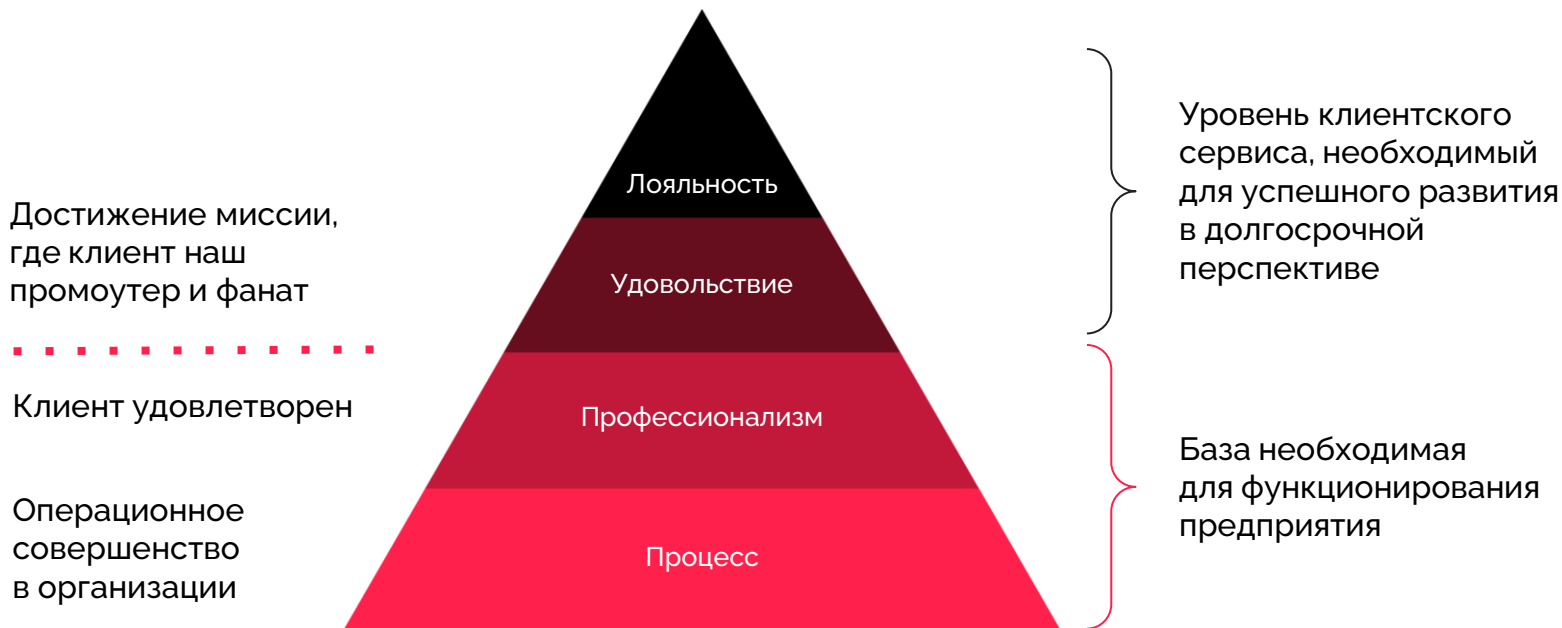 Достижение миссии,
где клиент наш
промоутер и фанат
Клиент удовлетворен
Операционное
совершенство
в организации
Лояльность
Удовольствие
Профессионализм
Процесс
Уровень клиентского
сервиса, необходимый
для успешного развития
в долгосрочной
перспективе
База необходимая
для функционирования
предприятия